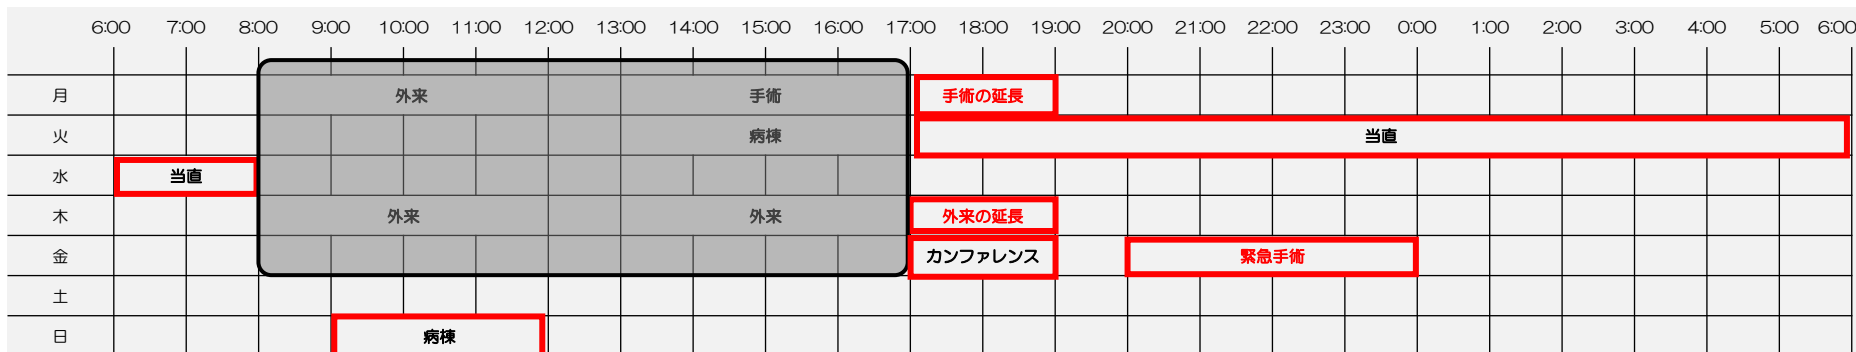 6:00 7:00 8:00 9:00 10:00 11:00 12:00 13:00 14:00 15:00 16:00 17:00 18:00 19:00 20:00 21:00 22:00 23:00 0:00 1:00 2:00 3:00 4:00 5:00 6:00
月 外来 手術 手術の延長
火 病棟 当直
水 当直
木 外来 外来 外来の延長
金 カンファレンス 緊急手術
土
日 病棟